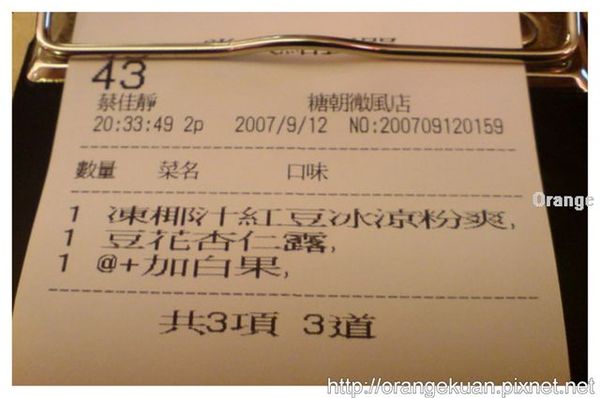 43
蔡佳靜 糖朝微風店
20:33:49 2p 2007/9/12 NO:200709120159
數量 菜名 口味
1 凍椰汁紅豆冰涼粉爽,
1 豆花杏仁露,
1 @+加白果,
共3項 3道
Orange
http://orangekuan.pixnet.net